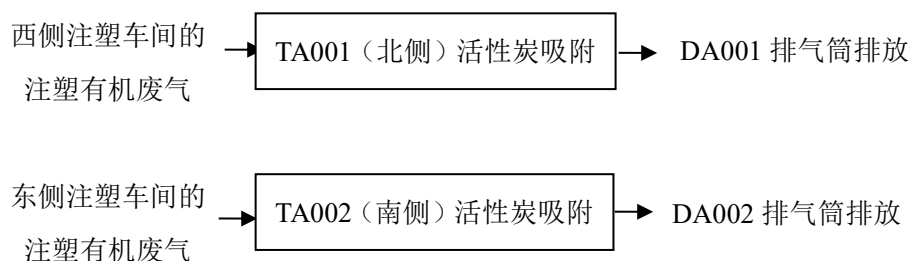 西侧注塑车间的
注塑有机废气
TA001（北侧）活性炭吸附
DA001 排气筒排放
东侧注塑车间的
注塑有机废气
TA002（南侧）活性炭吸附
DA002 排气筒排放